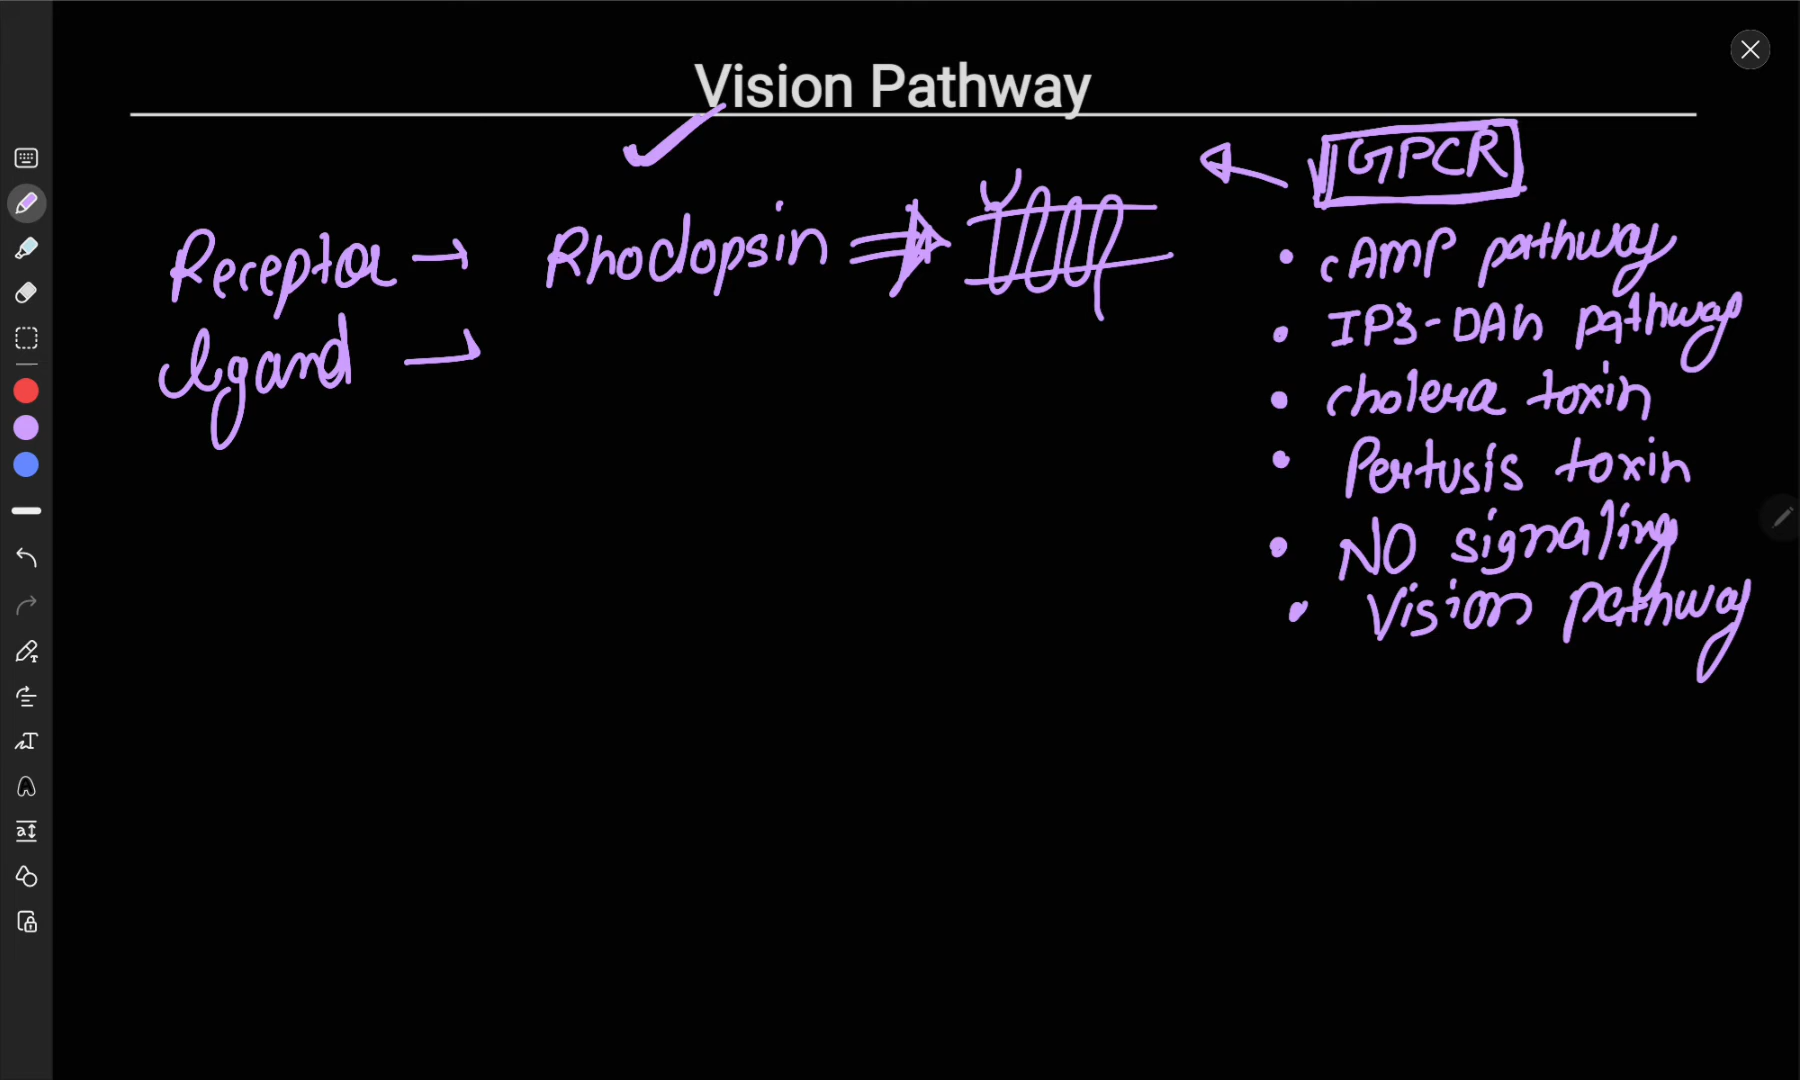 Vision Pathway
GPCR
Receptor → Rhodopsin ⇒
ligand →
• cAMP pathway
• IP3-DAG pathway
• cholera toxin
• Pertusis toxin
• NO signaling
• Vision pathway